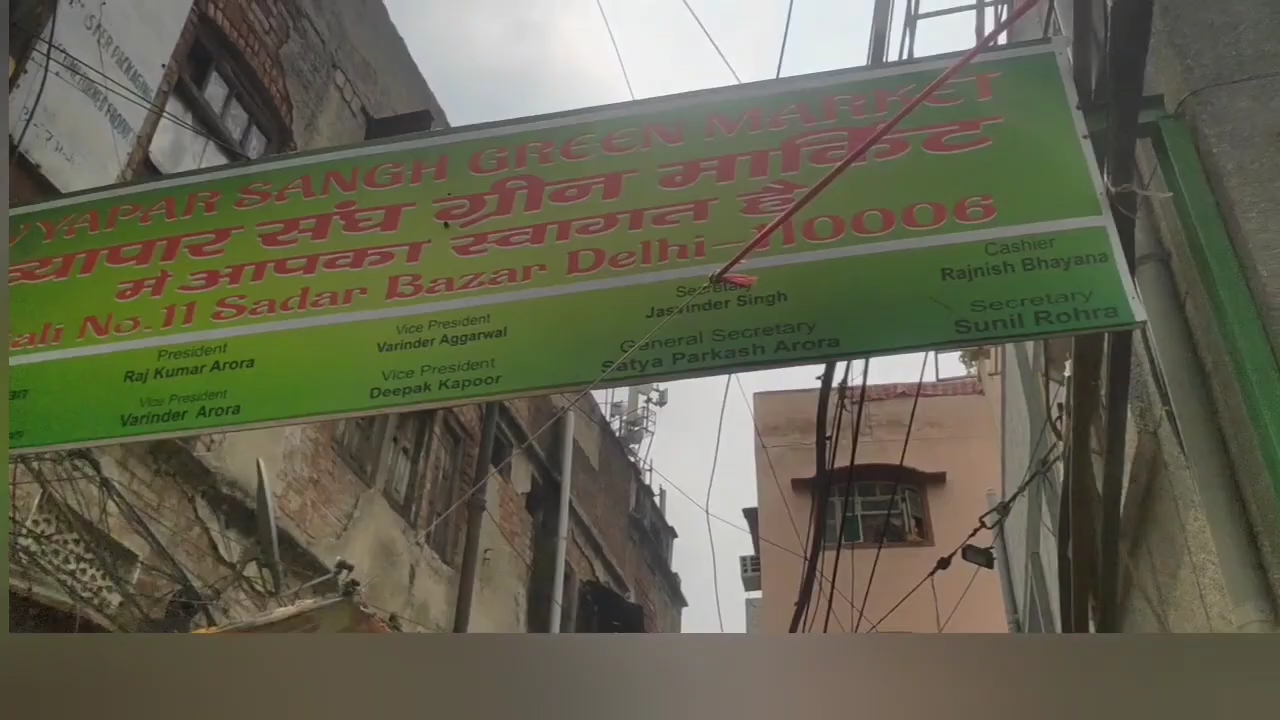 VYAPAR SANGH GREEN MARKET
व्यापार संघ ग्रीन मार्किट
मे आपका स्वागत है
ali No.11 Sadar Bazar Delhi-110006
President
Raj Kumar Arora
Vice President
Varinder Arora
Vice President
Varinder Aggarwal
Vice President
Deepak Kapoor
Secretary
Jasvinder Singh
General Secretary
Satya Parkash Arora
Cashier
Rajnish Bhayana
Secretary
Sunil Rohra